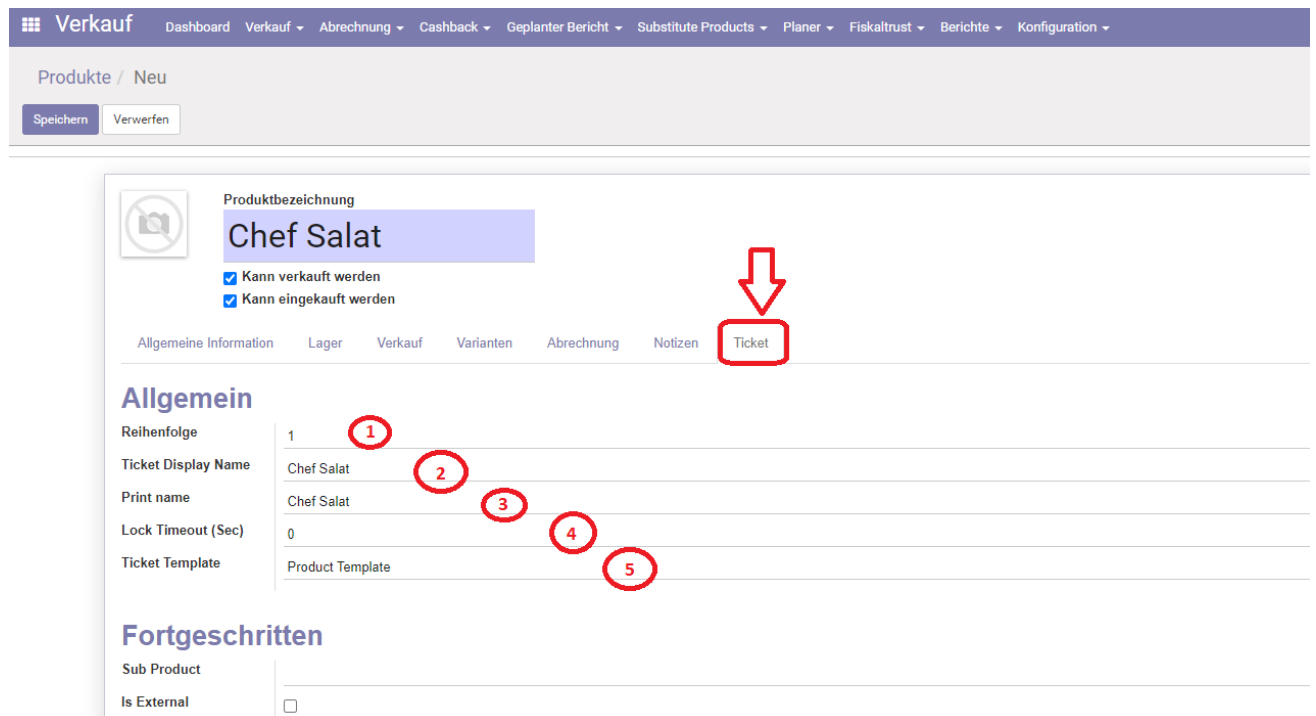 Verkauf Dashboard Verkauf Abrechnung Cashback Geplanter Bericht Substitute Products Planer Fiskaltrust Berichte Konfiguration
Produkte / Neu
Speichern Verwerfen
Produktbezeichnung
Chef Salat
Kann verkauft werden
Kann eingekauft werden
Allgemeine Information Lager Verkauf Varianten Abrechnung Notizen Ticket
Allgemein
Reihenfolge 1 1
Ticket Display Name Chef Salat 2
Print name Chef Salat 3
Lock Timeout (Sec) 0 4
Ticket Template Product Template 5
Fortgeschritten
Sub Product
Is External